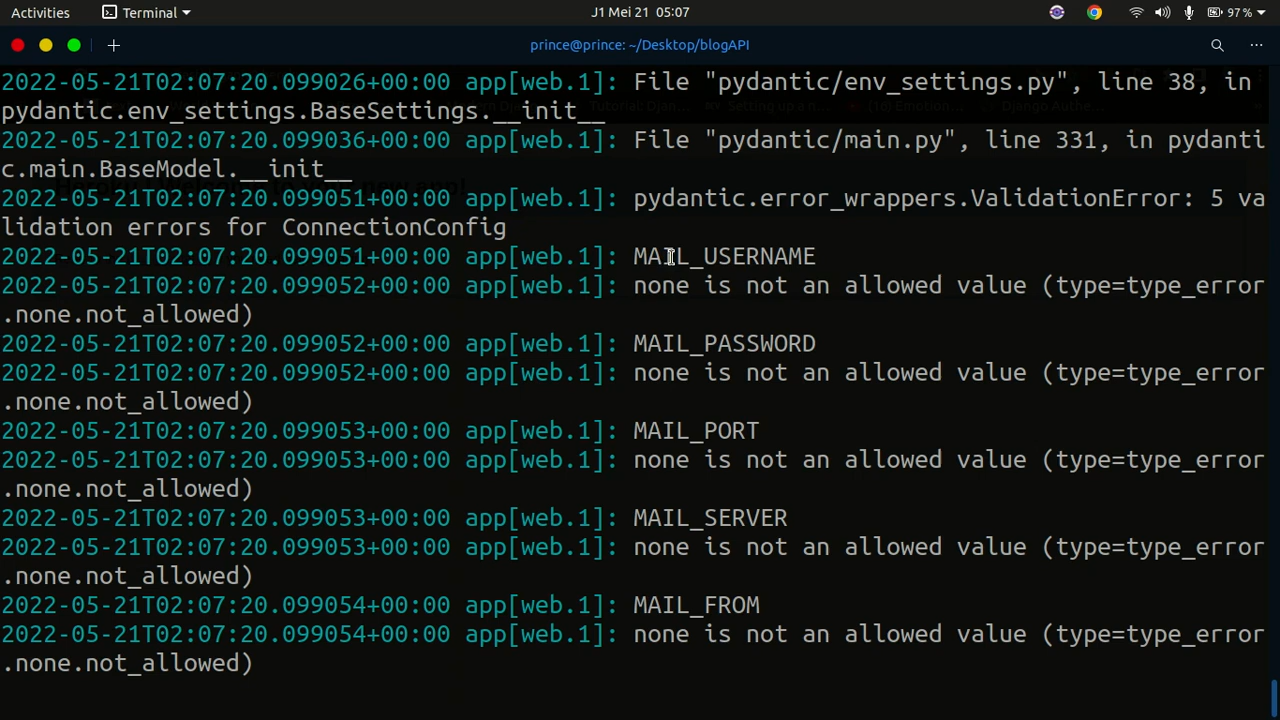 Activities Terminal J1 Mei 21 05:07 97 %
prince@prince: ~/Desktop/blogAPI
2022-05-21T02:07:20.099026+00:00 app[web.1]: File "pydantic/env_settings.py", line 38, in
pydantic.env_settings.BaseSettings.__init__
2022-05-21T02:07:20.099036+00:00 app[web.1]: File "pydantic/main.py", line 331, in pydanti
c.main.BaseModel.__init__
2022-05-21T02:07:20.099051+00:00 app[web.1]: pydantic.error_wrappers.ValidationError: 5 va
lidation errors for ConnectionConfig
2022-05-21T02:07:20.099051+00:00 app[web.1]: MAIL_USERNAME
2022-05-21T02:07:20.099052+00:00 app[web.1]: none is not an allowed value (type=type_error
.none.not_allowed)
2022-05-21T02:07:20.099052+00:00 app[web.1]: MAIL_PASSWORD
2022-05-21T02:07:20.099052+00:00 app[web.1]: none is not an allowed value (type=type_error
.none.not_allowed)
2022-05-21T02:07:20.099053+00:00 app[web.1]: MAIL_PORT
2022-05-21T02:07:20.099053+00:00 app[web.1]: none is not an allowed value (type=type_error
.none.not_allowed)
2022-05-21T02:07:20.099053+00:00 app[web.1]: MAIL_SERVER
2022-05-21T02:07:20.099053+00:00 app[web.1]: none is not an allowed value (type=type_error
.none.not_allowed)
2022-05-21T02:07:20.099054+00:00 app[web.1]: MAIL_FROM
2022-05-21T02:07:20.099054+00:00 app[web.1]: none is not an allowed value (type=type_error
.none.not_allowed)